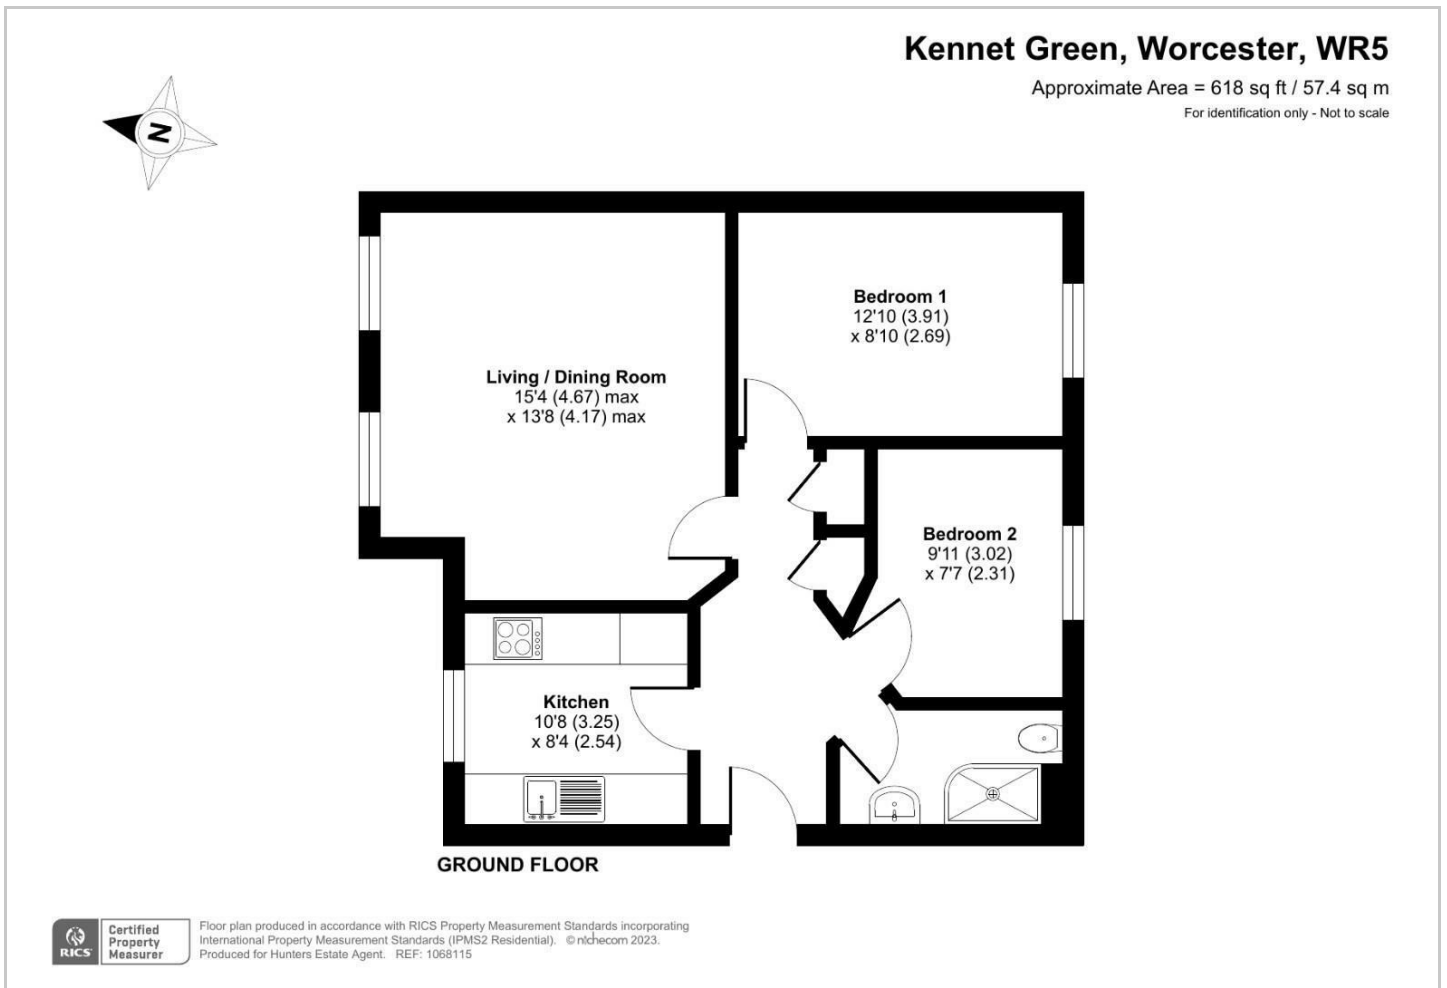 Kennet Green, Worcester, WR5
Approximate Area = 618 sq ft / 57.4 sq m
For identification only - Not to scale
N
Bedroom 1
12'10 (3.91)
x 8'10 (2.69)
Living / Dining Room
15'4 (4.67) max
x 13'8 (4.17) max
Bedroom 2
9'11 (3.02)
x 7'7 (2.31)
Kitchen
10'8 (3.25)
x 8'4 (2.54)
GROUND FLOOR
RICS
Certified
Property
Measurer
Floor plan produced in accordance with RICS Property Measurement Standards incorporating
International Property Measurement Standards (IPMS2 Residential). © nichecom 2023.
Produced for Hunters Estate Agent. REF: 1068115